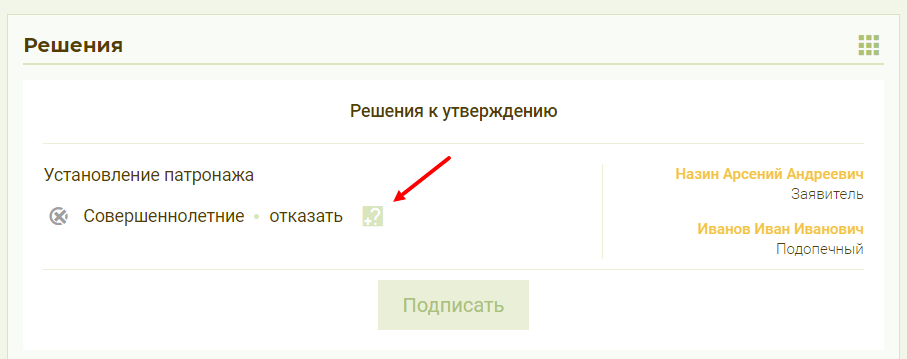 Решения
Решения к утверждению
Установление патронажа
Совершеннолетние • отказать
Назин Арсений Андреевич
Заявитель
Иванов Иван Иванович
Подопечный
Подписать